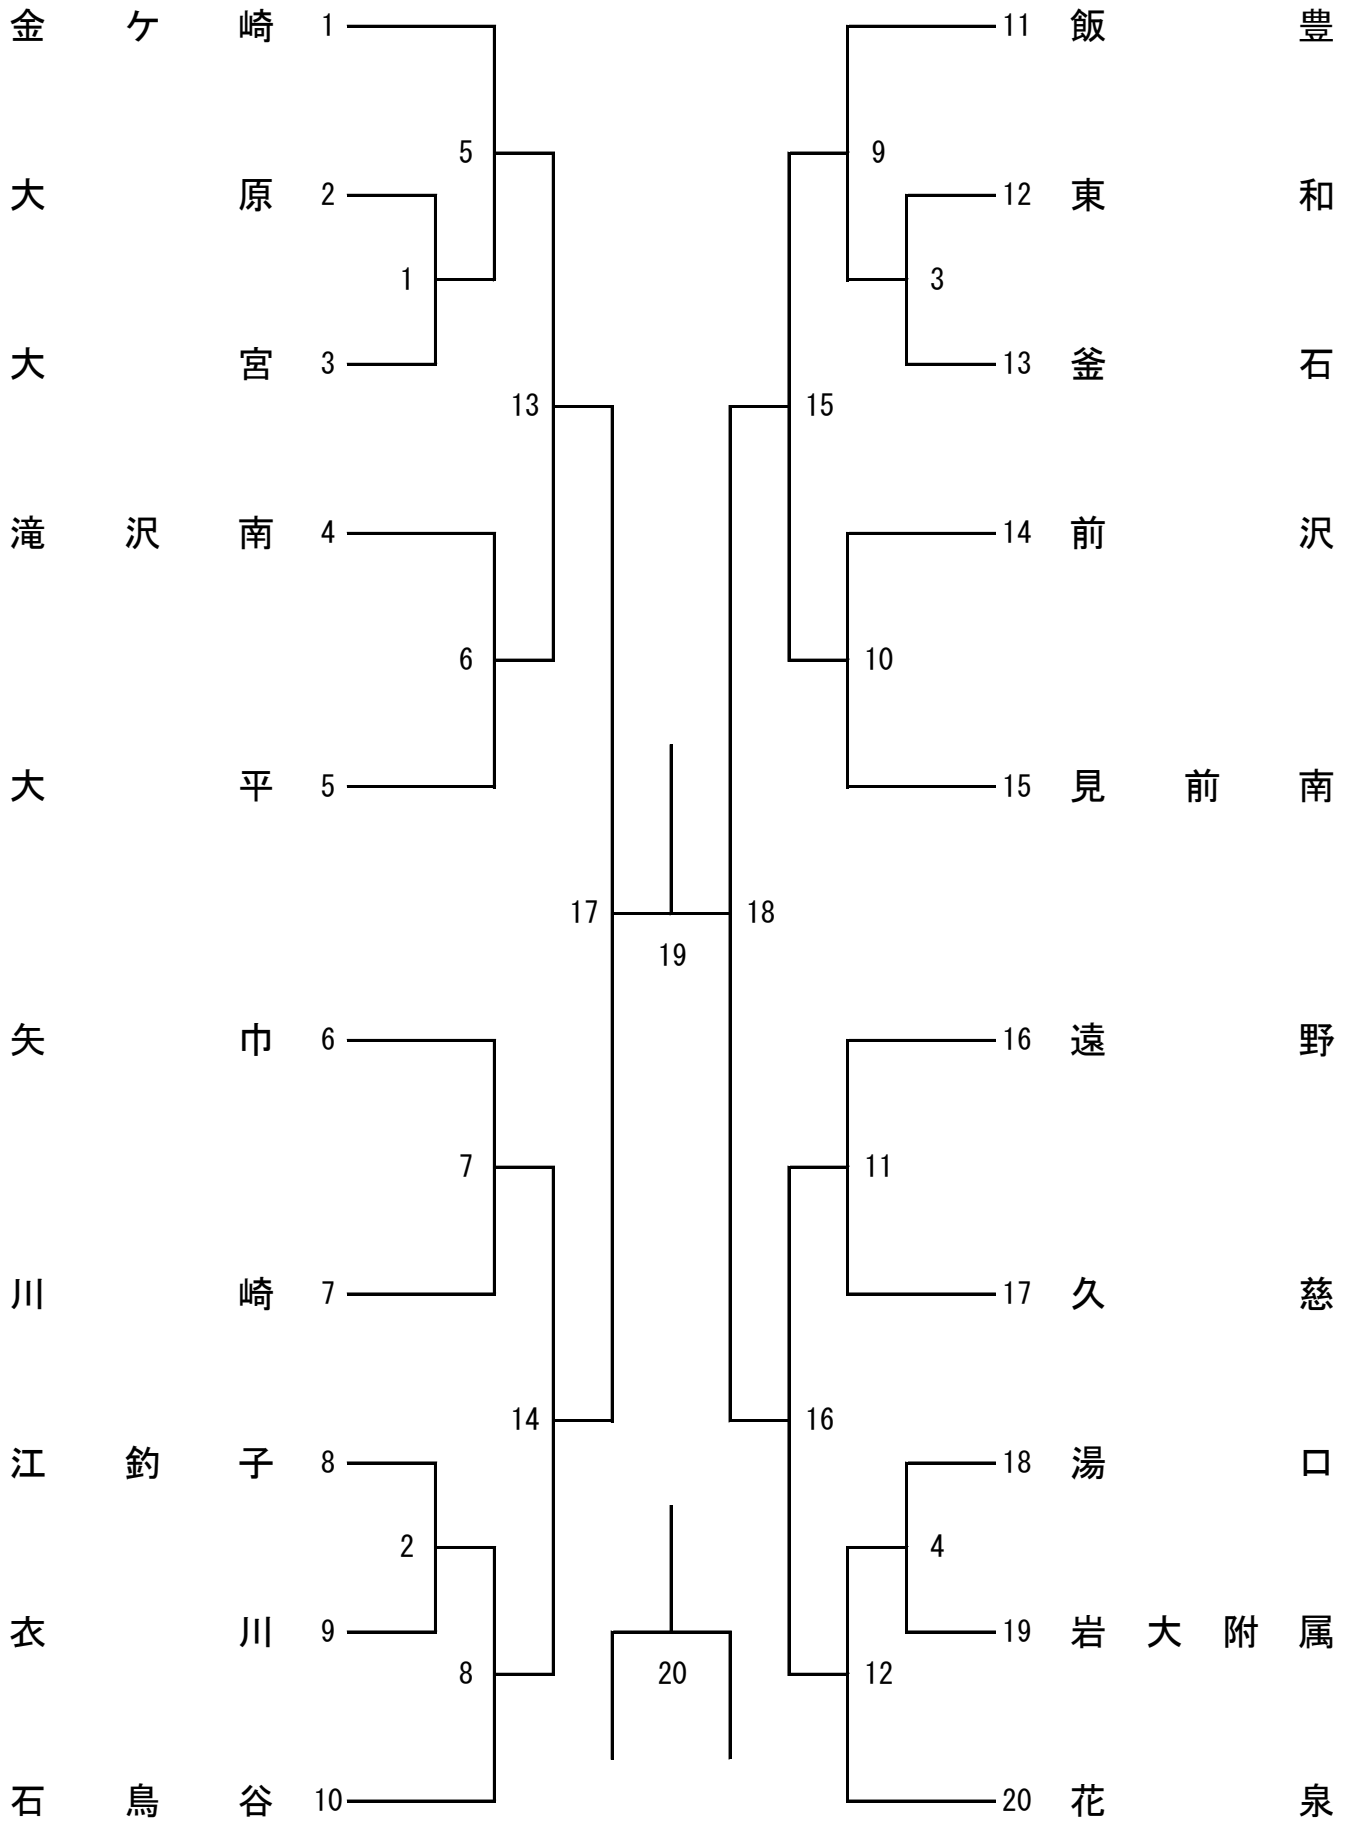 金ケ崎 1 11 飯豊
5 9
大原 2 12 東和
1 3
大宮 3 13 釜石
13 15
滝沢南 4 14 前沢
6 10
大平 5 15 見前南
17 18
19
矢巾 6 16 遠野
7 11
川崎 7 17 久慈
14 16
江釣子 8 18 湯口
2 4
衣川 9 19 岩大附属
8 20 12
石鳥谷 10 20 花泉